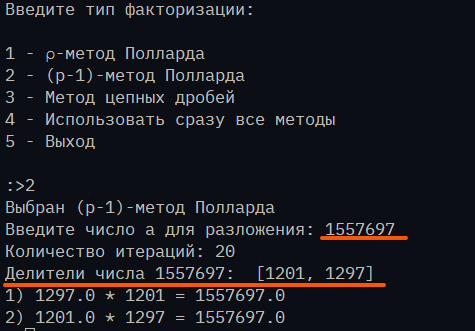 Введите тип факторизации:
1 - ρ-метод Полларда
2 - (p-1)-метод Полларда
3 - Метод цепных дробей
4 - Использовать сразу все методы
5 - Выход
:>2
Выбран (p-1)-метод Полларда
Введите число a для разложения: 1557697
Количество итераций: 20
Делители числа 1557697:  [1201, 1297]
1) 1297.0 * 1201 = 1557697.0
2) 1201.0 * 1297 = 1557697.0